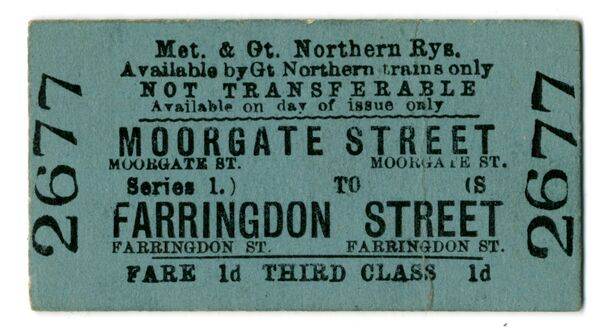 Met. & Gt. Northern Rys.
Available by Gt Northern trains only
NOT TRANSFERABLE
Available on day of issue only
MOORGATE STREET
MOORGATE ST. MOORGATE ST.
Series 1.) TO (S
FARRINGDON STREET
FARRINGDON ST. FARRINGDON ST.
FARE 1d THIRD CLASS 1d
2677
2677